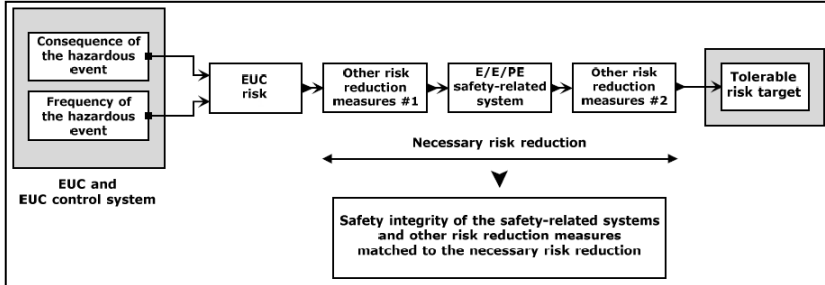 Consequence of
the hazardous
event
Frequency of
the hazardous
event
EUC and
EUC control system
EUC
risk
Other risk
reduction
measures #1
E/E/PE
safety-related
system
Other risk
reduction
measures #2
Tolerable
risk target
Necessary risk reduction
Safety integrity of the safety-related systems
and other risk reduction measures
matched to the necessary risk reduction